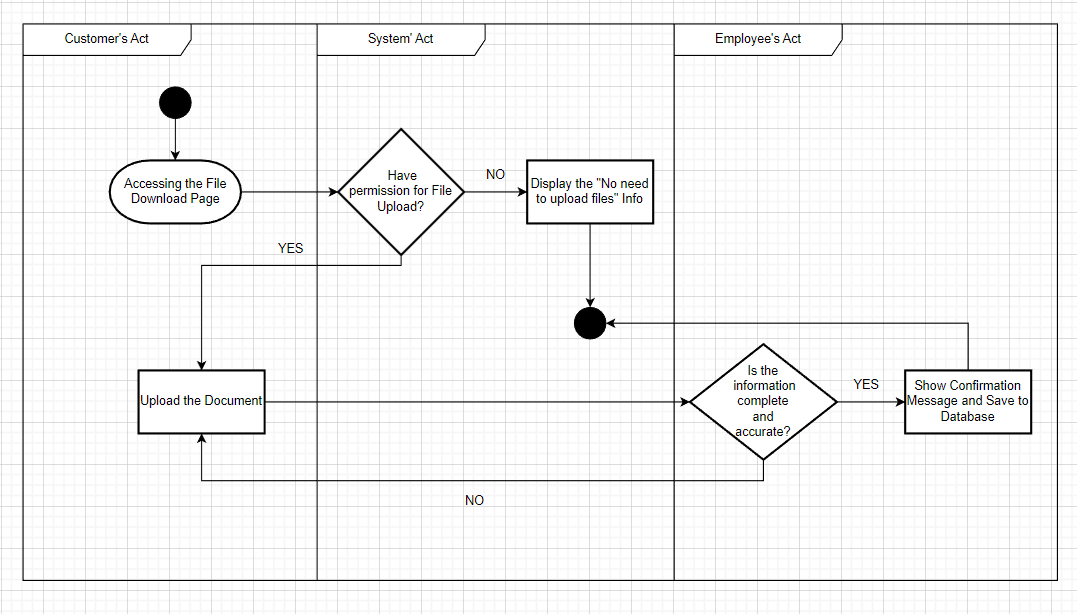 Customer's Act
System' Act
Employee's Act
Accessing the File
Download Page
Have
permission for File
Upload?
NO
Display the "No need
to upload files" Info
YES
Upload the Document
Is the
information
complete
and
accurate?
YES
Show Confirmation
Message and Save to
Database
NO